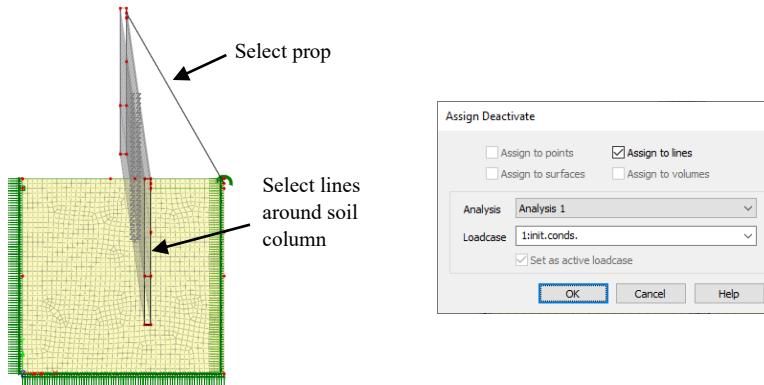 Select prop
Select lines
around soil
column
Assign Deactivate
Assign to points
Assign to lines
Assign to surfaces
Assign to volumes
Analysis
Analysis 1
Loadcase
1:init.conds.
Set as active loadcase
OK
Cancel
Help